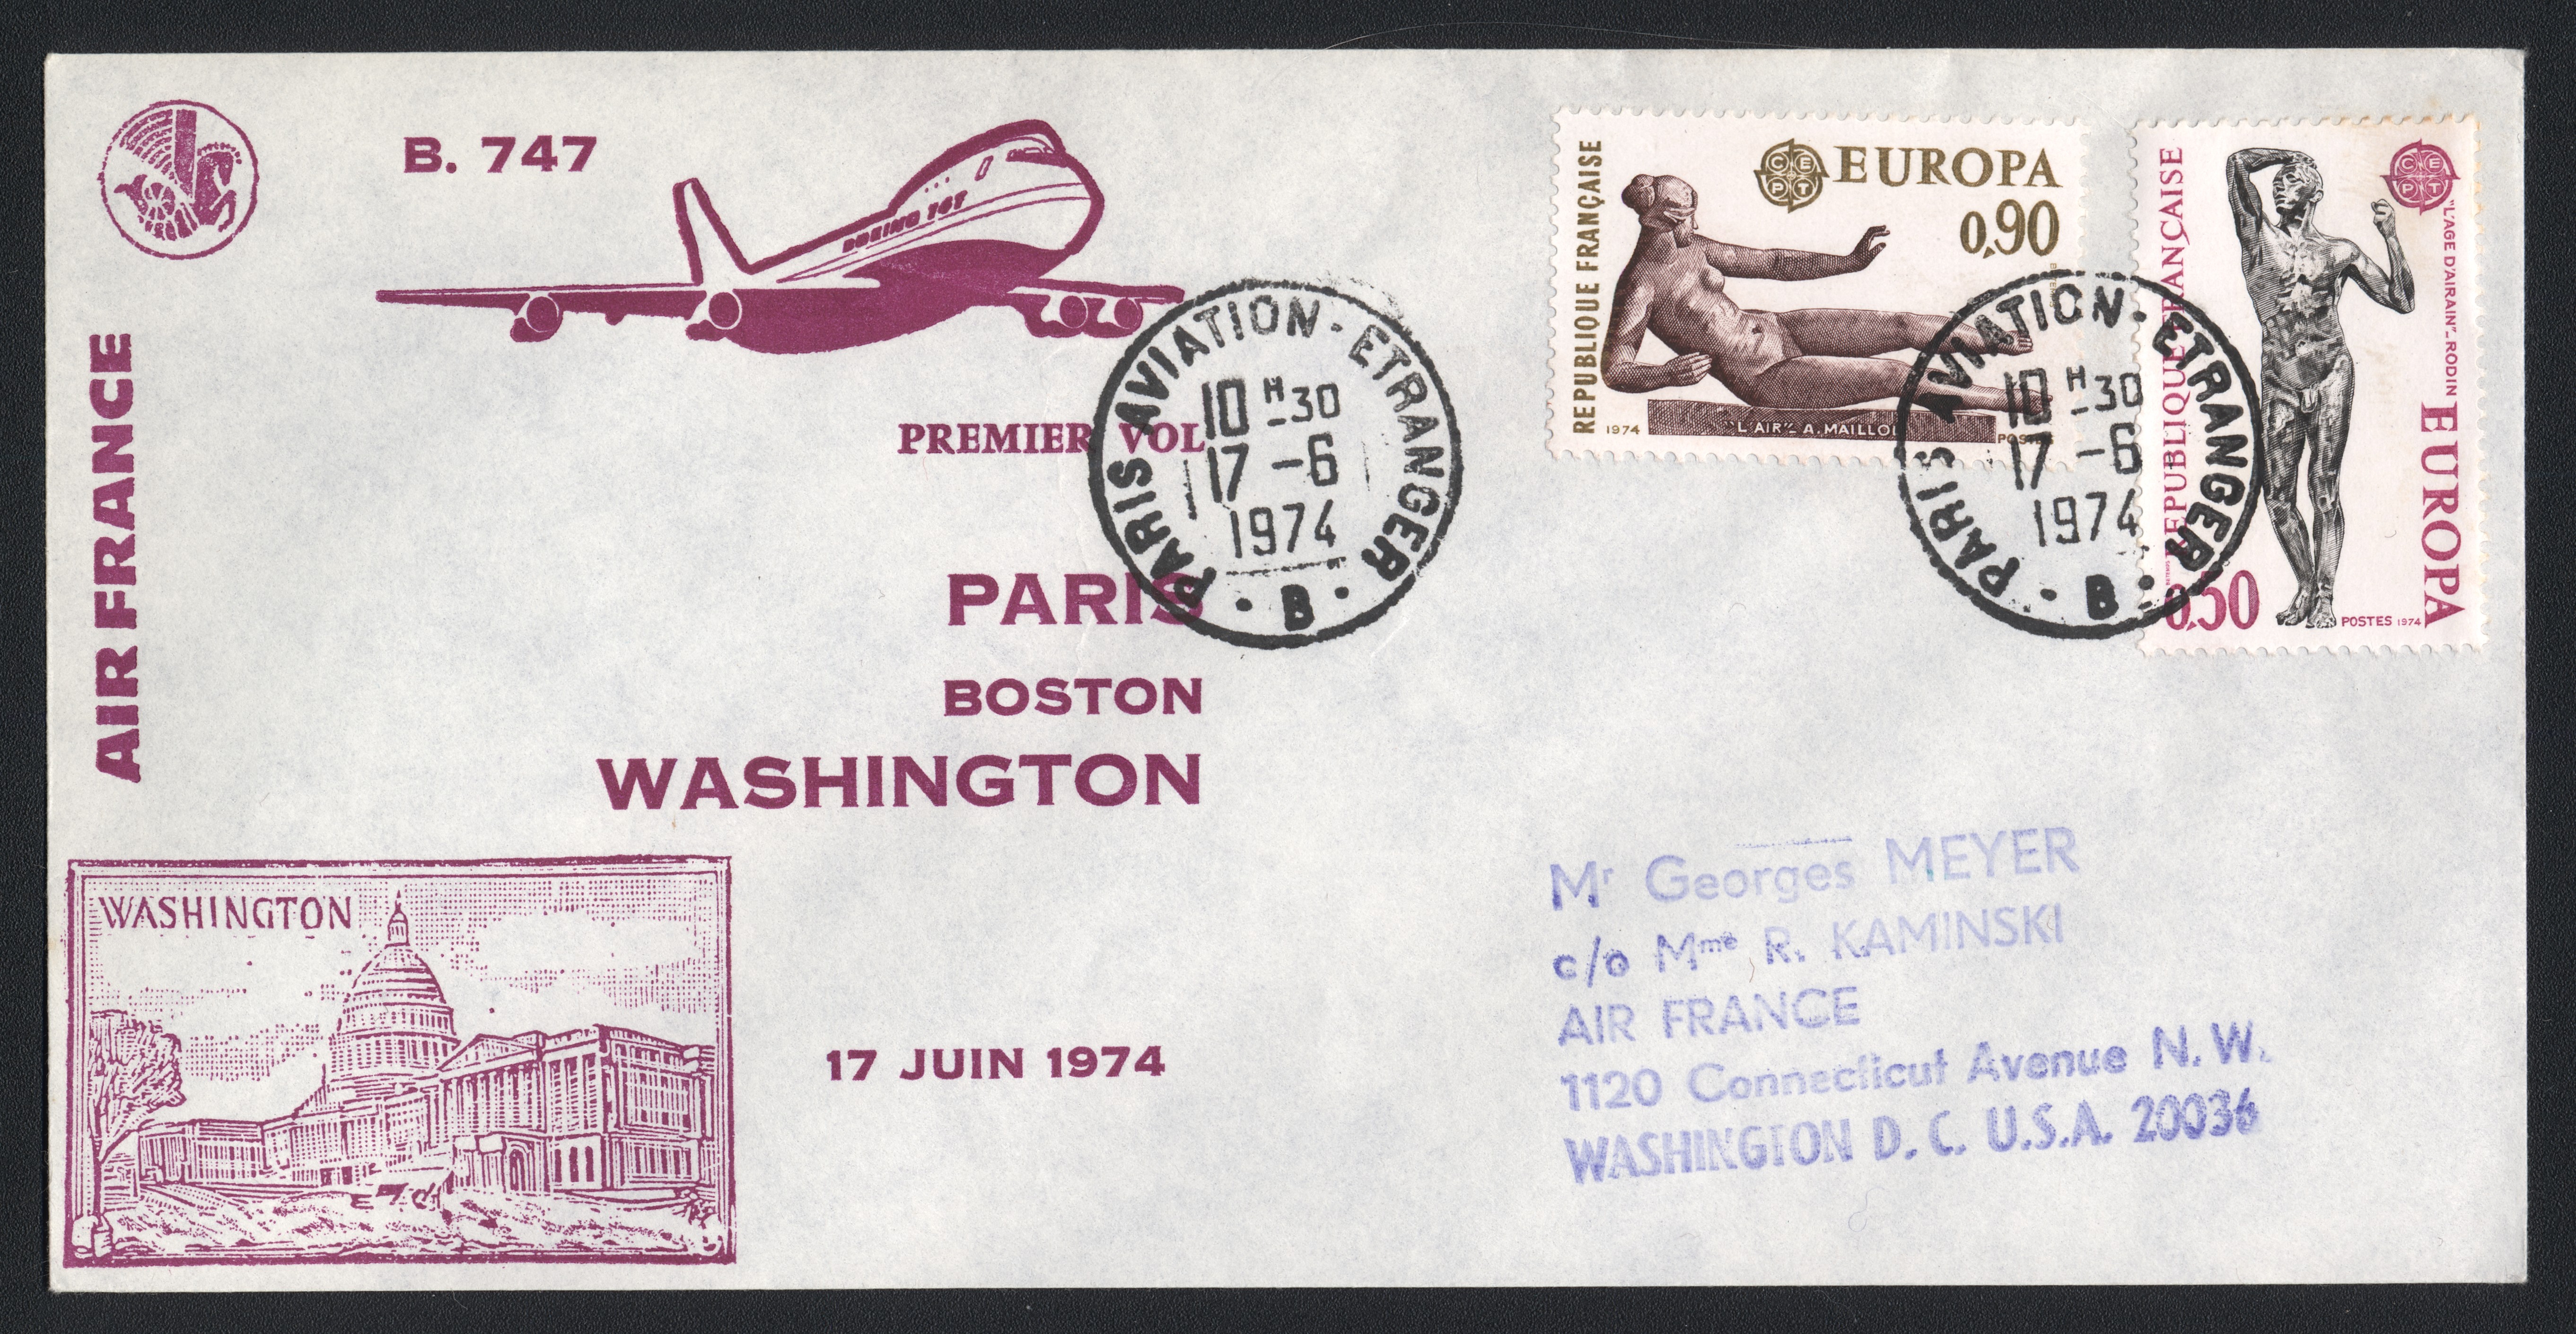 B. 747
BOEING 747
AIR FRANCE
PREMIER VOL
PARIS
BOSTON
WASHINGTON
17 JUIN 1974
WASHINGTON
PARIS AVIATION - ETRANGER
10 H -30
17 -6
1974
· B ·
REPUBLIQUE FRANÇAISE
CEPT
EUROPA
0,90
1974
"L'AIR" A. MAILLOL
POSTES
PARIS AVIATION - ETRANGER
10 H -30
17 -6
1974
· B ·
REPUBLIQUE FRANÇAISE
CEPT
"L'AGE D'AIRAIN" - RODIN
EUROPA
0,50
POSTES 1974
Mr Georges MEYER
c/o Mme R. KAMINSKI
AIR FRANCE
1120 Connecticut Avenue N.W.
WASHINGTON D. C. U.S.A. 20036